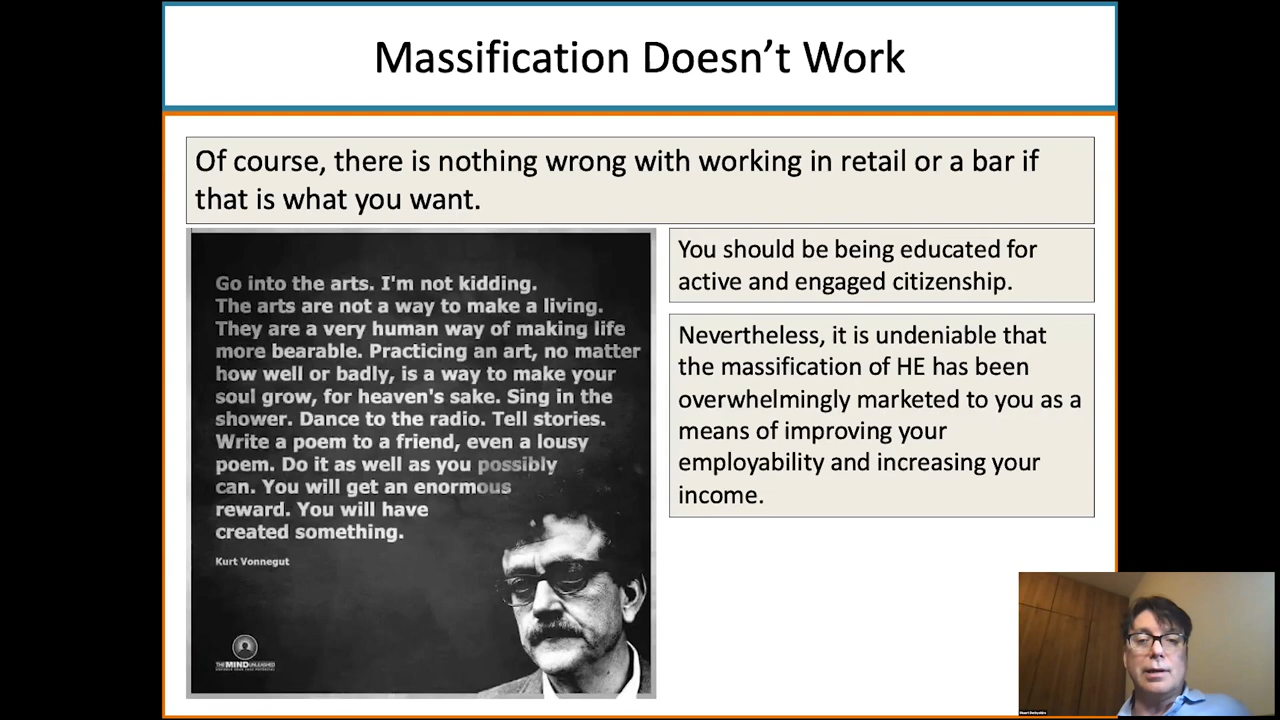 Massification Doesn't Work
Of course, there is nothing wrong with working in retail or a bar if
that is what you want.
Go into the arts. I'm not kidding.
The arts are not a way to make a living.
They are a very human way of making life
more bearable. Practicing an art, no matter
how well or badly, is a way to make your
soul grow, for heaven's sake. Sing in the
shower. Dance to the radio. Tell stories.
Write a poem to a friend, even a lousy
poem. Do it as well as you possibly
can. You will get an enormous
reward. You will have
created something.
Kurt Vonnegut
THE MIND UNLEASHED
You should be being educated for
active and engaged citizenship.
Nevertheless, it is undeniable that
the massification of HE has been
overwhelmingly marketed to you as a
means of improving your
employability and increasing your
income.